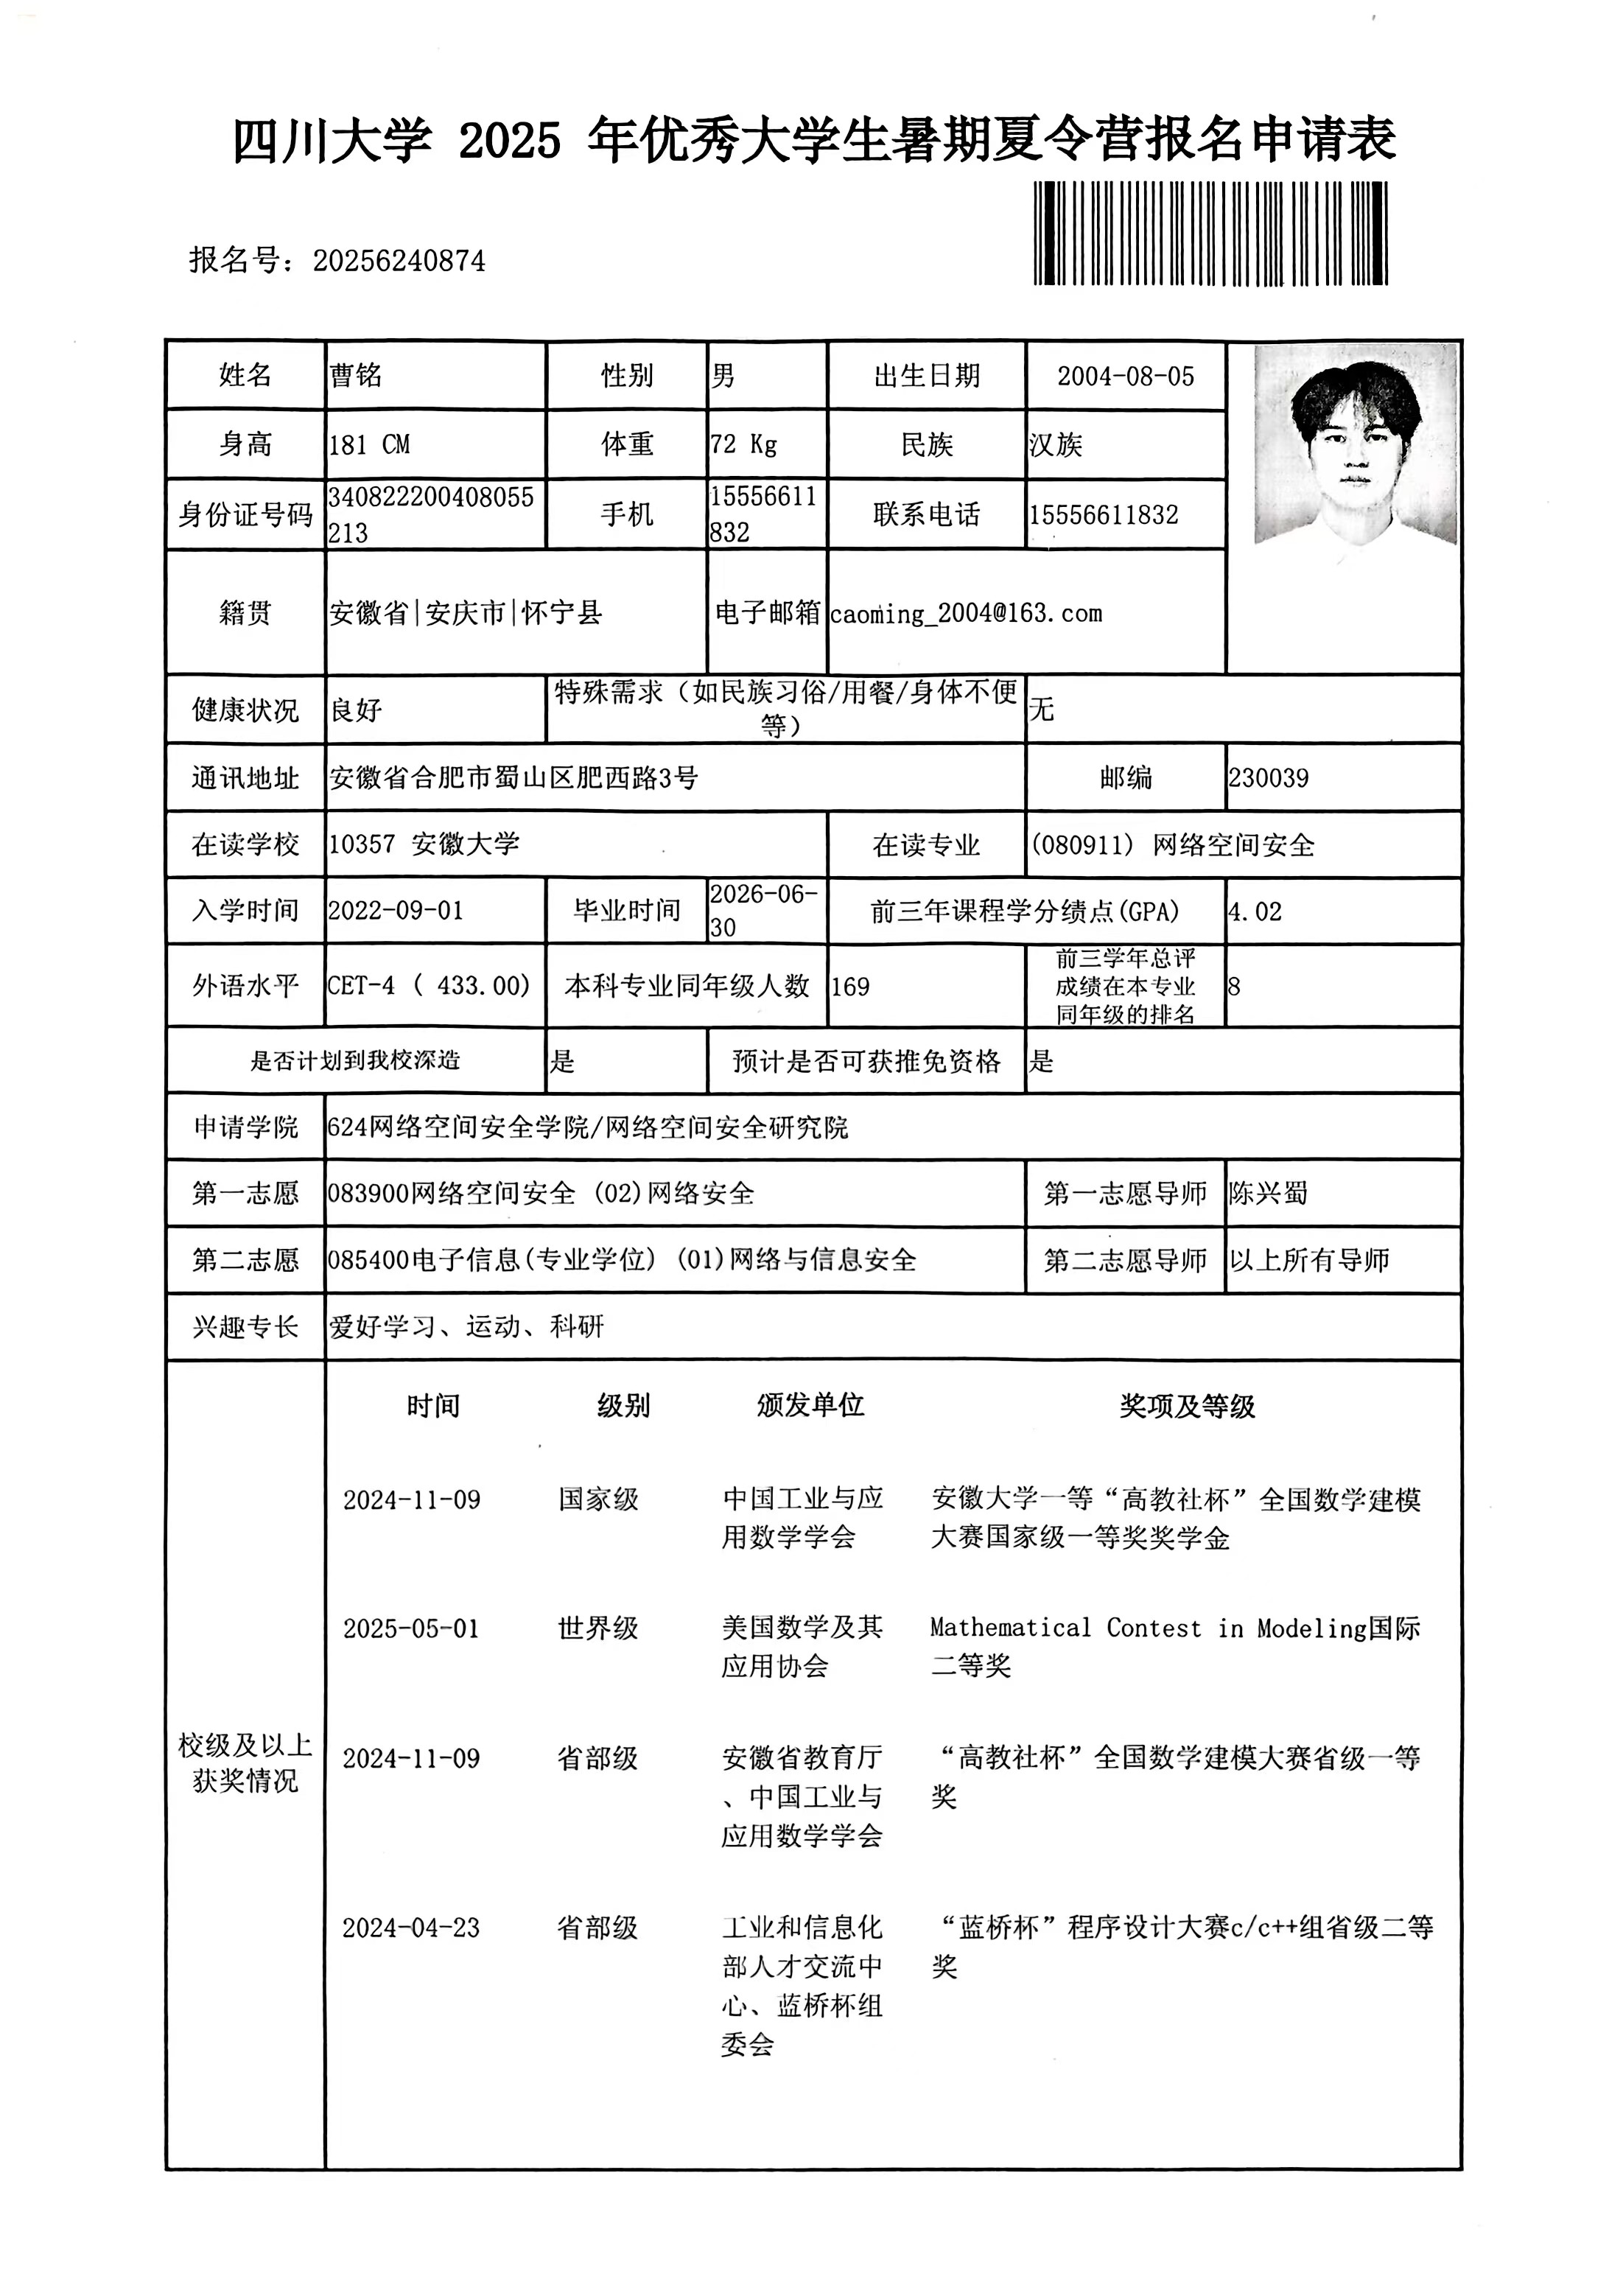 四川大学 2025 年优秀大学生暑期夏令营报名申请表
报名号：20256240874
姓名 曹铭 性别 男 出生日期 2004-08-05
身高 181 CM 体重 72 Kg 民族 汉族
身份证号码 340822200408055
213 手机 15556611
832 联系电话 15556611832
籍贯 安徽省|安庆市|怀宁县 电子邮箱 caoming_2004@163.com
健康状况 良好 特殊需求（如民族习俗/用餐/身体不便
等） 无
通讯地址 安徽省合肥市蜀山区肥西路3号 邮编 230039
在读学校 10357 安徽大学 在读专业 (080911) 网络空间安全
入学时间 2022-09-01 毕业时间 2026-06-
30 前三年课程学分绩点(GPA) 4.02
外语水平 CET-4 ( 433.00) 本科专业同年级人数 169 前三学年总评
成绩在本专业
同年级的排名 8
是否计划到我校深造 是 预计是否可获推免资格 是
申请学院 624网络空间安全学院/网络空间安全研究院
第一志愿 083900网络空间安全 (02)网络安全 第一志愿导师 陈兴蜀
第二志愿 085400电子信息(专业学位) (01)网络与信息安全 第二志愿导师 以上所有导师
兴趣专长 爱好学习、运动、科研
校级及以上
获奖情况
时间 级别 颁发单位 奖项及等级
2024-11-09 国家级 中国工业与应
用数学学会 安徽大学一等“高教社杯”全国数学建模
大赛国家级一等奖奖学金
2025-05-01 世界级 美国数学及其
应用协会 Mathematical Contest in Modeling国际
二等奖
2024-11-09 省部级 安徽省教育厅
、中国工业与
应用数学学会 “高教社杯”全国数学建模大赛省级一等
奖
2024-04-23 省部级 工业和信息化
部人才交流中
心、蓝桥杯组
委会 “蓝桥杯”程序设计大赛c/c++组省级二等
奖